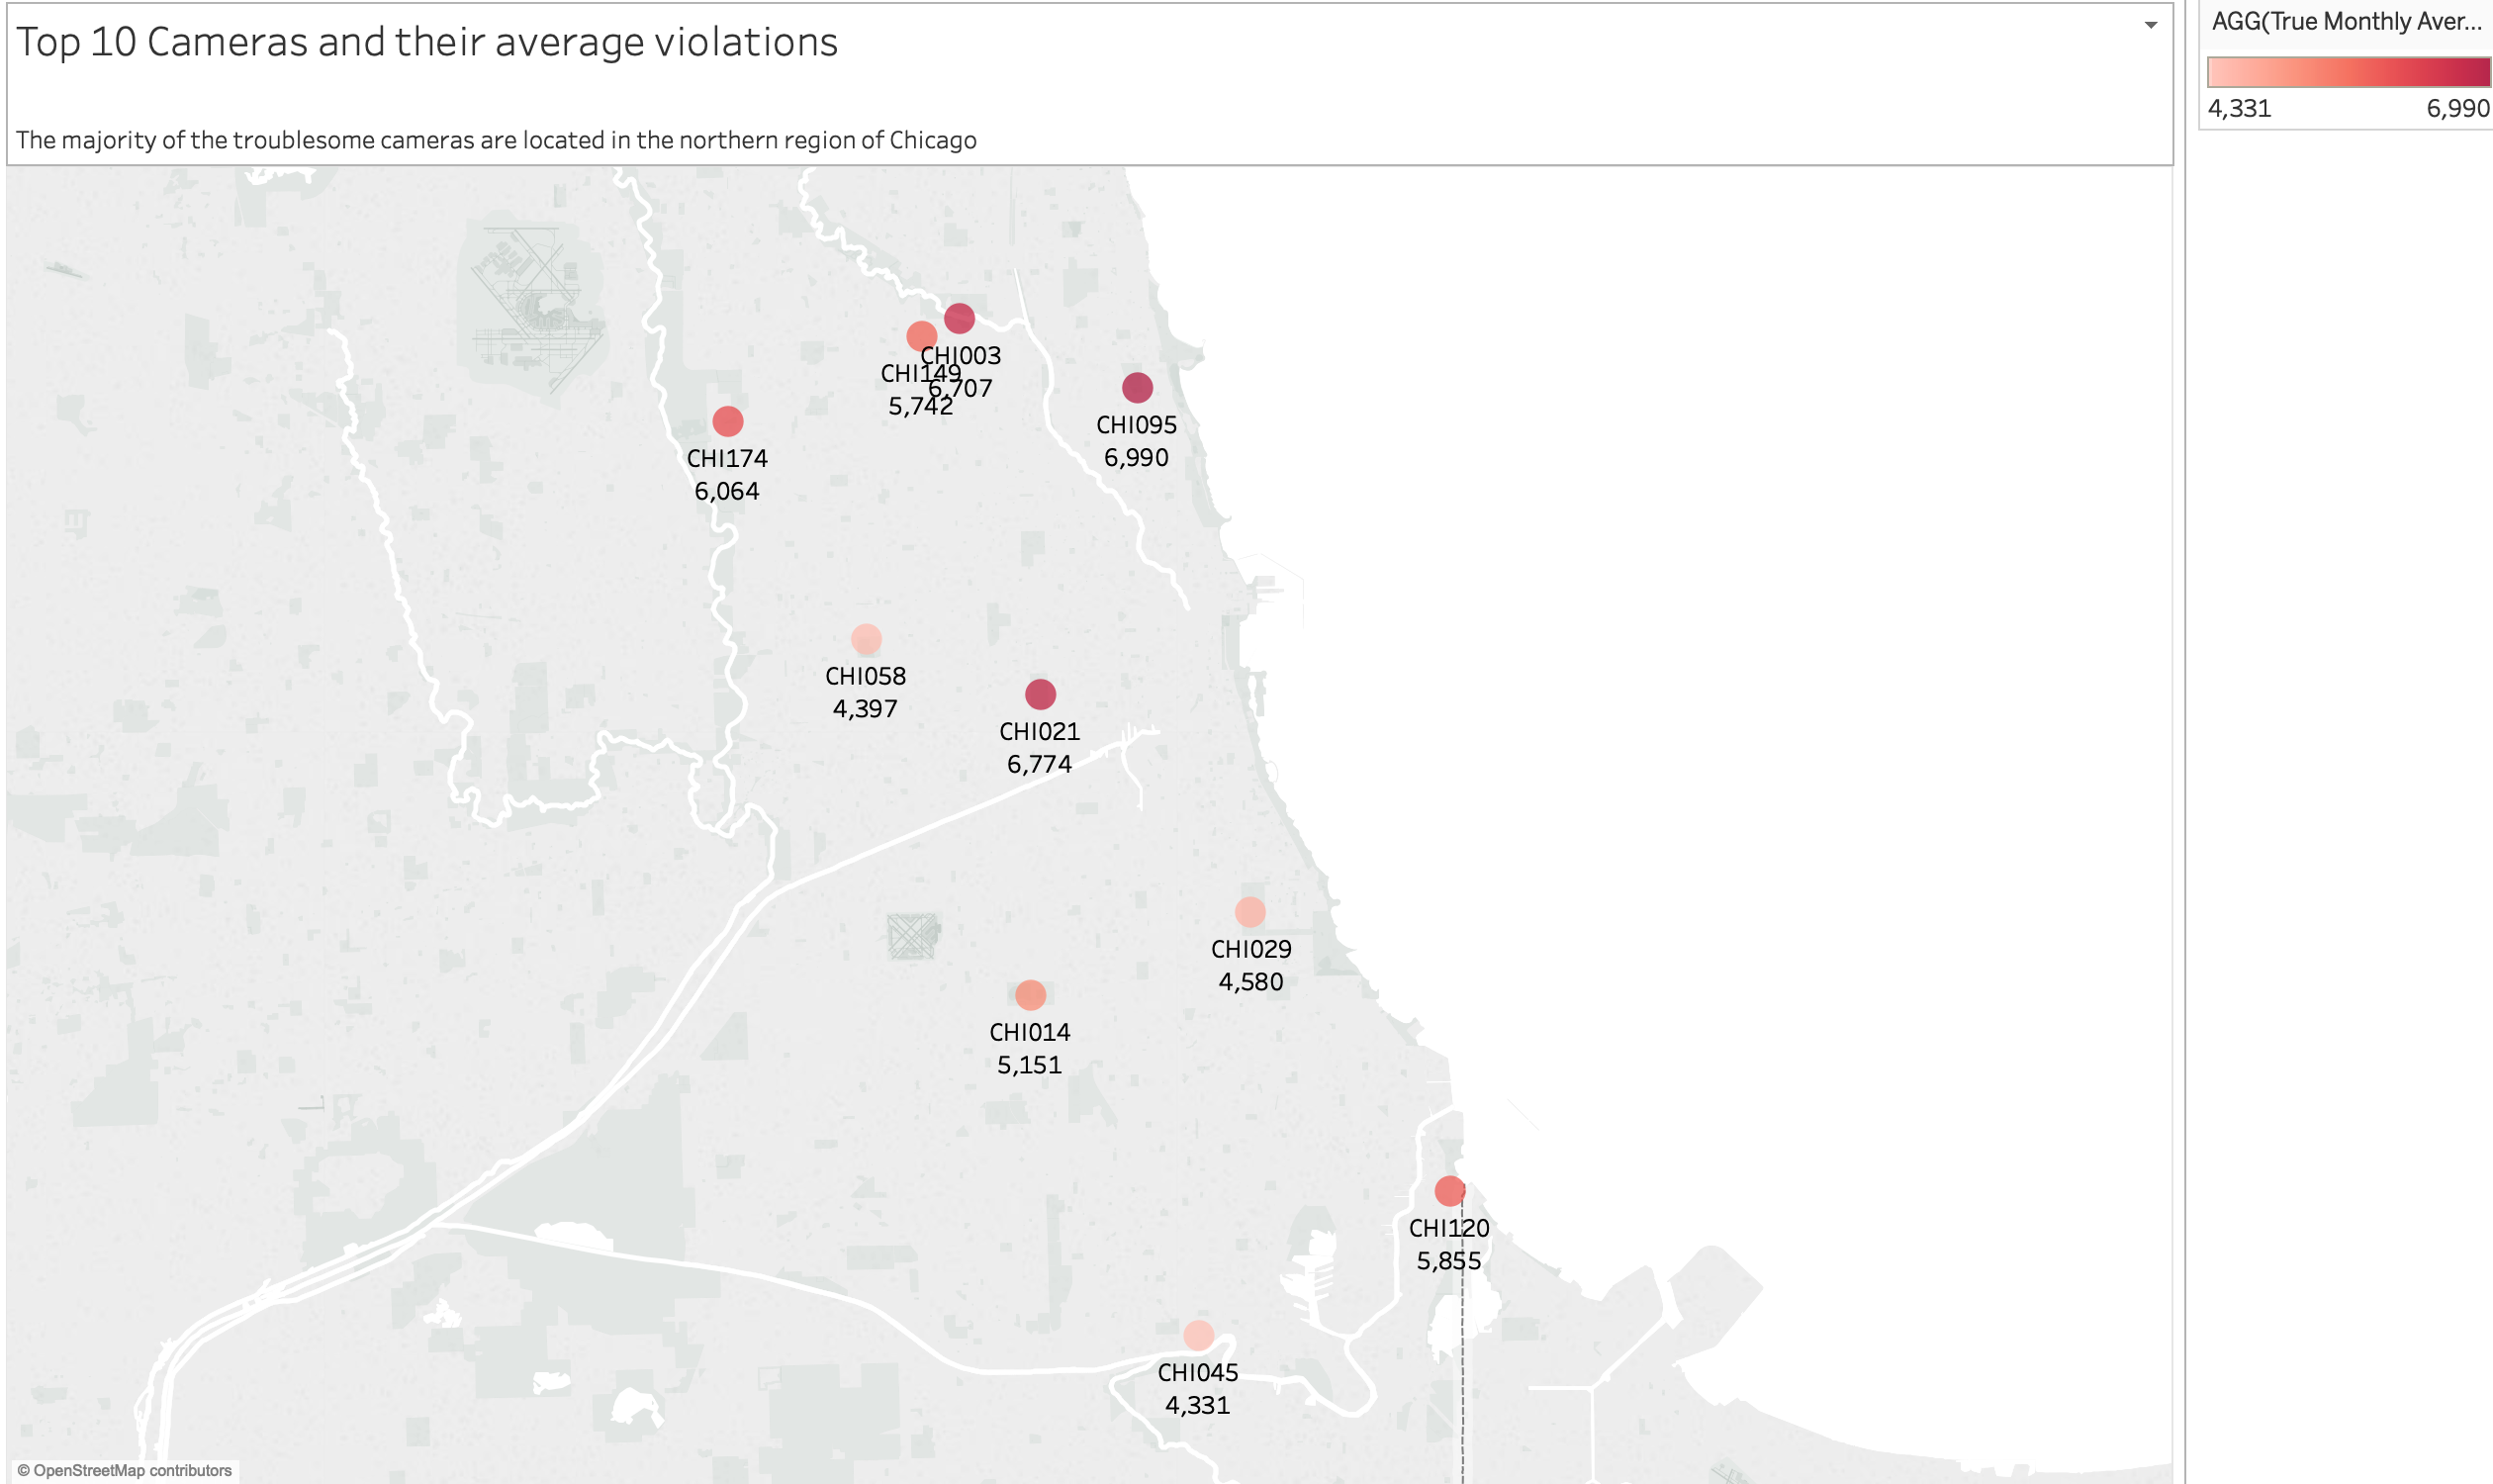 Top 10 Cameras and their average violations
The majority of the troublesome cameras are located in the northern region of Chicago
AGG(True Monthly Aver...
4,331 6,990
CHI003
6,707
CHI149
5,742
CHI095
6,990
CHI174
6,064
CHI058
4,397
CHI021
6,774
CHI029
4,580
CHI014
5,151
CHI120
5,855
CHI045
4,331
© OpenStreetMap contributors